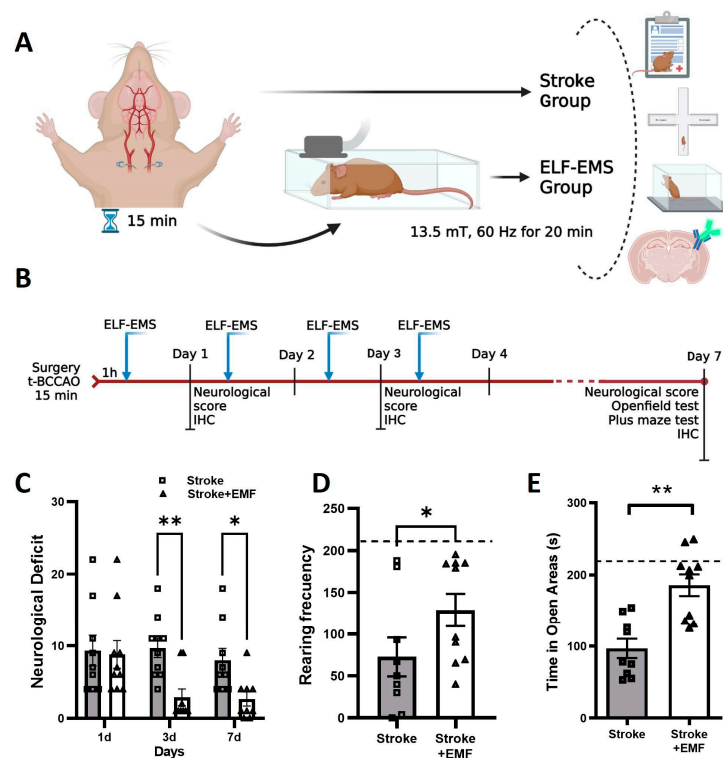 A
15 min
Stroke
Group
ELF-EMS
Group
13.5 mT, 60 Hz for 20 min
B
ELF-EMS
ELF-EMS
ELF-EMS
ELF-EMS
Surgery
t-BCCAO
15 min
1h
Day 1
Day 2
Day 3
Day 4
Day 7
Neurological
score
IHC
Neurological
score
IHC
Neurological score
Openfield test
Plus maze test
IHC
C
Stroke
Stroke+EMF
Neurological Deficit
30
20
10
0
**
*
1d
3d
7d
Days
D
Rearing frecuency
250
200
150
100
50
0
*
Stroke
Stroke
+EMF
E
Time in Open Areas (s)
300
200
100
0
**
Stroke
Stroke
+EMF